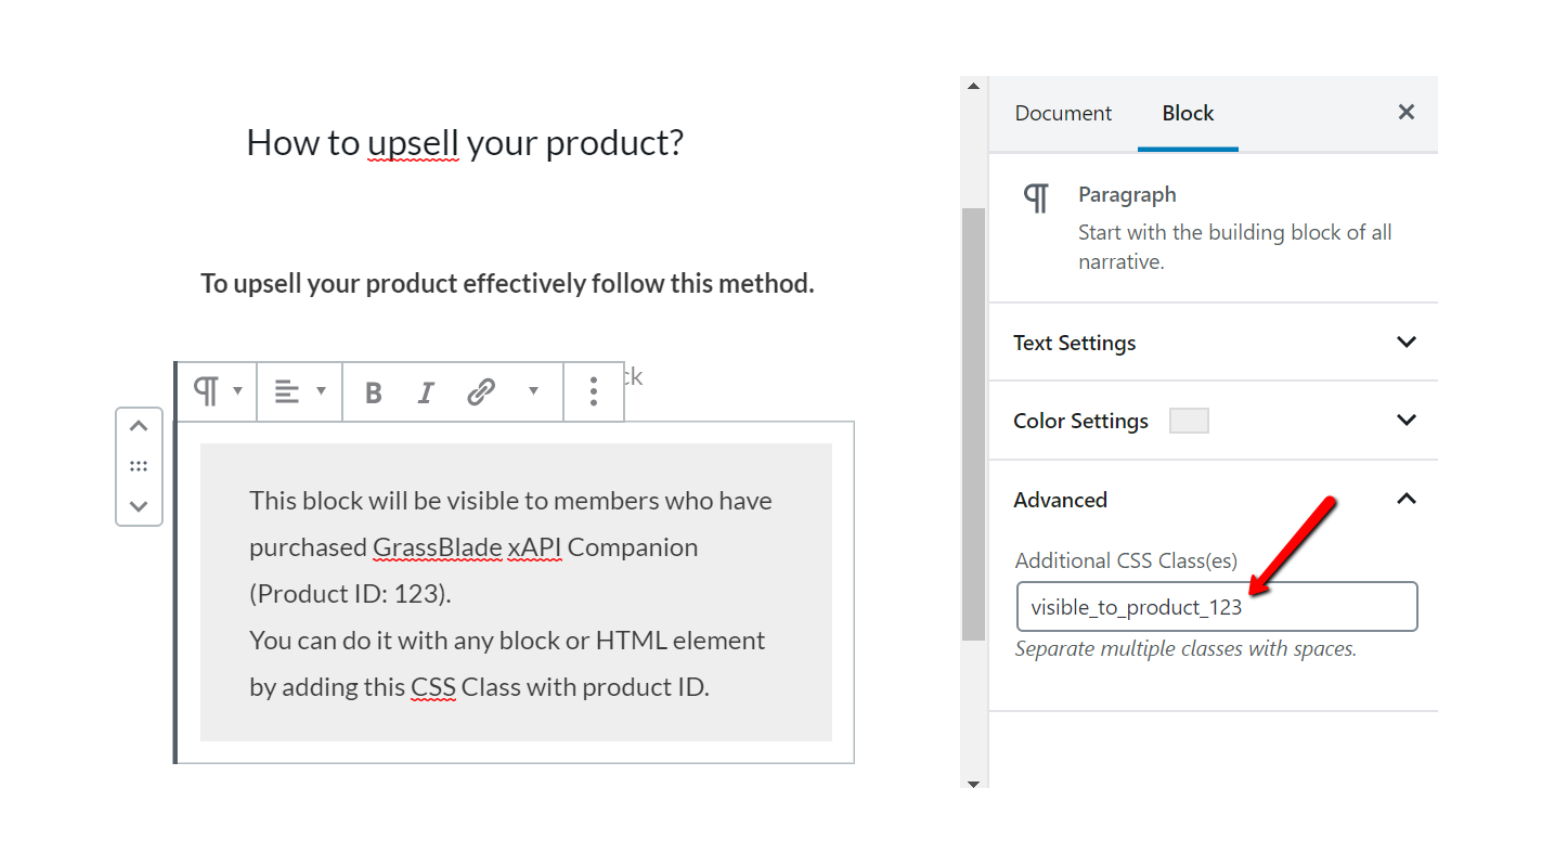 How to upsell your product?
To upsell your product effectively follow this method.
B I
ck
This block will be visible to members who have
purchased GrassBlade xAPI Companion
(Product ID: 123).
You can do it with any block or HTML element
by adding this CSS Class with product ID.
Document Block
Paragraph
Start with the building block of all
narrative.
Text Settings
Color Settings
Advanced
Additional CSS Class(es)
visible_to_product_123
Separate multiple classes with spaces.